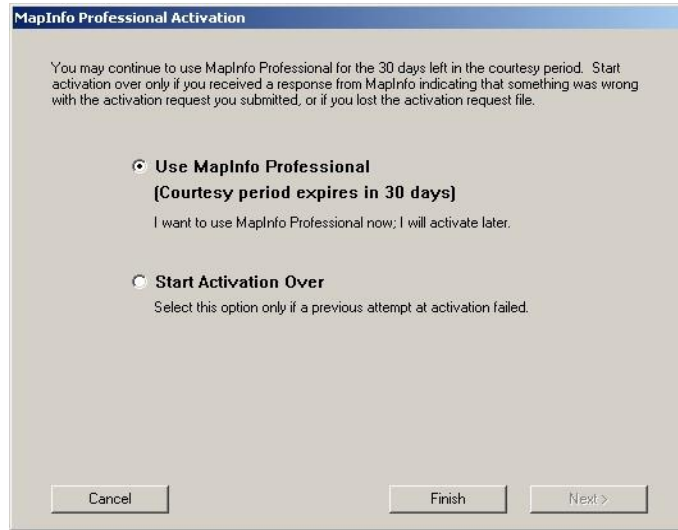 MapInfo Professional Activation
You may continue to use MapInfo Professional for the 30 days left in the courtesy period. Start
activation over only if you received a response from MapInfo indicating that something was wrong
with the activation request you submitted, or if you lost the activation request file.
Use MapInfo Professional
(Courtesy period expires in 30 days)
I want to use MapInfo Professional now; I will activate later.
Start Activation Over
Select this option only if a previous attempt at activation failed.
Cancel
Finish
Next >